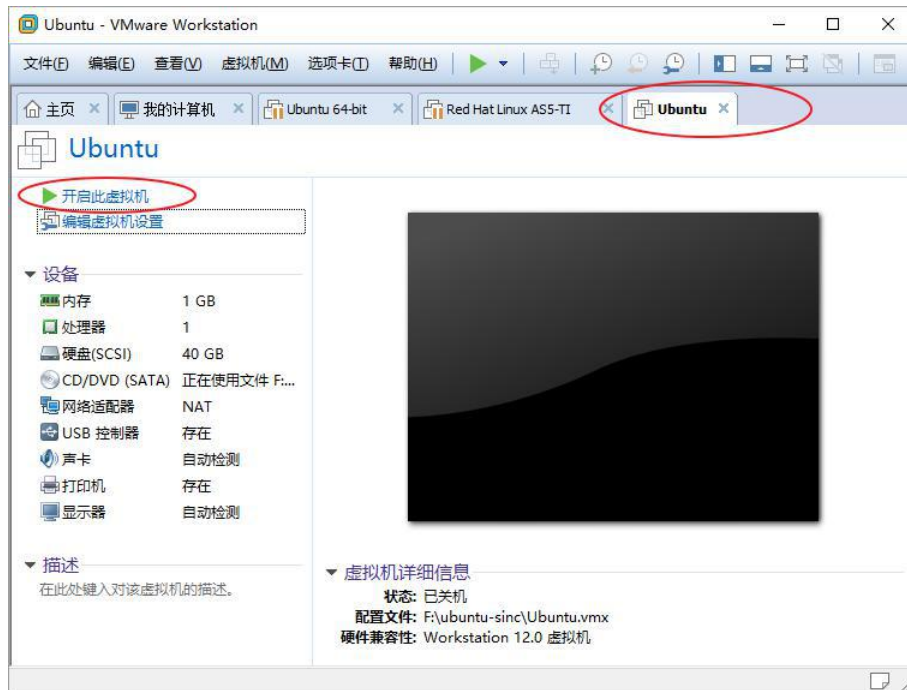 Ubuntu - VMware Workstation
文件(F) 编辑(E) 查看(V) 虚拟机(M) 选项卡(T) 帮助(H)
主页 我的计算机 Ubuntu 64-bit Red Hat Linux AS5-TI Ubuntu
Ubuntu
开启此虚拟机
编辑虚拟机设置
设备
内存 1 GB
处理器 1
硬盘(SCSI) 40 GB
CD/DVD (SATA) 正在使用文件 F:...
网络适配器 NAT
USB 控制器 存在
声卡 自动检测
打印机 存在
显示器 自动检测
描述
在此处键入对该虚拟机的描述。
虚拟机详细信息
状态: 已关机
配置文件: F:\ubuntu-sinc\Ubuntu.vmx
硬件兼容性: Workstation 12.0 虚拟机